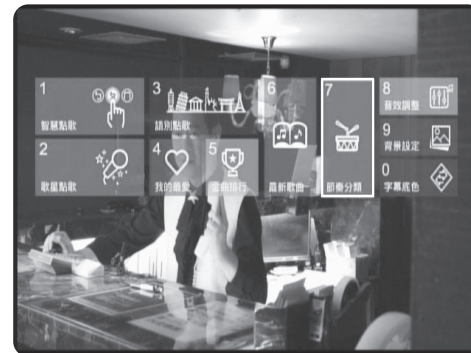 1
智慧點歌
2
歌星點歌
3
語別點歌
4
我的最愛
5
金曲排行
6
最新歌曲
7
節奏分類
8
音效調整
9
背景設定
0
字幕底色